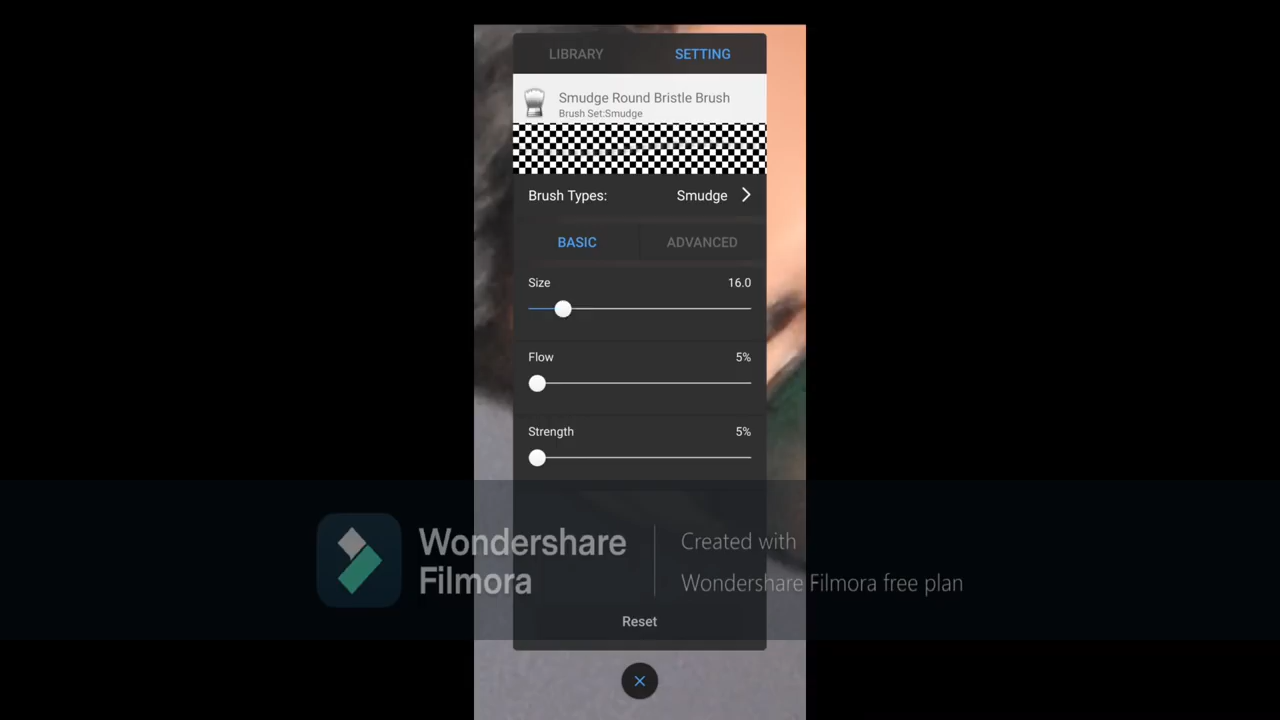 LIBRARY SETTING
Smudge Round Bristle Brush
Brush Set:Smudge
Brush Types: Smudge
BASIC ADVANCED
Size 16.0
Flow 5%
Strength 5%
Wondershare
Filmora
Created with
Wondershare Filmora free plan
Reset